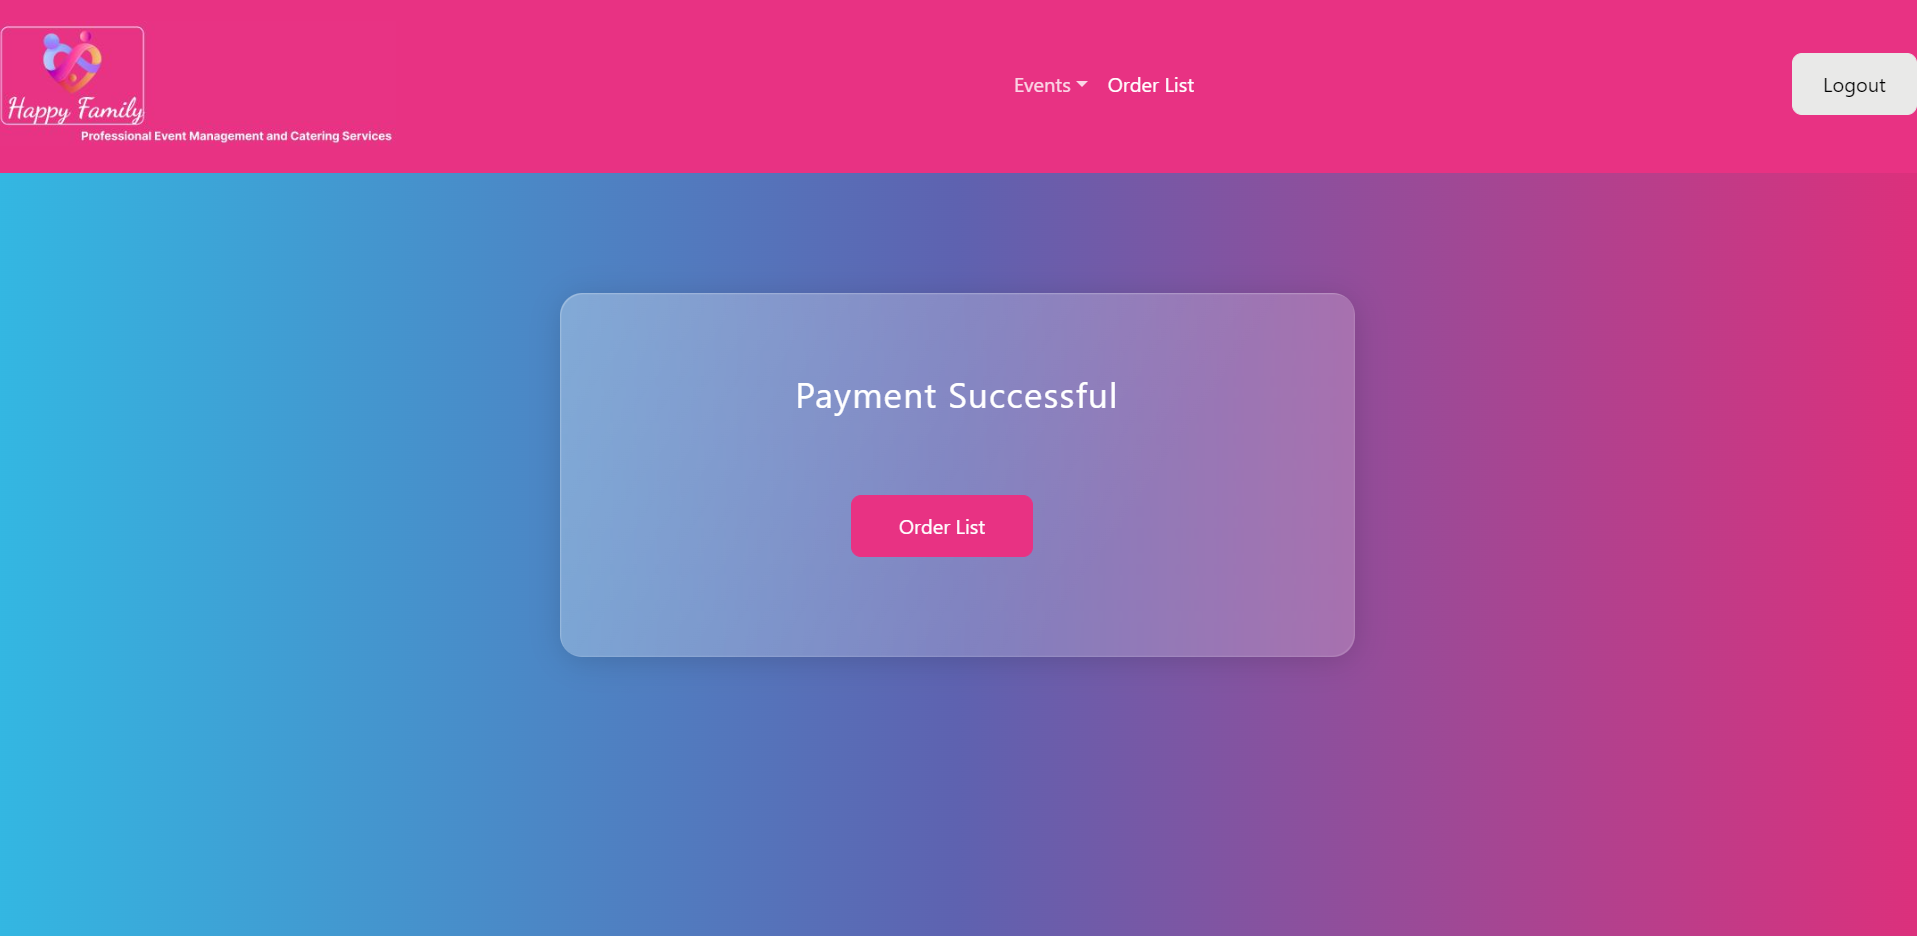 Happy Family
Professional Event Management and Catering Services
Events
Order List
Logout
Payment Successful
Order List